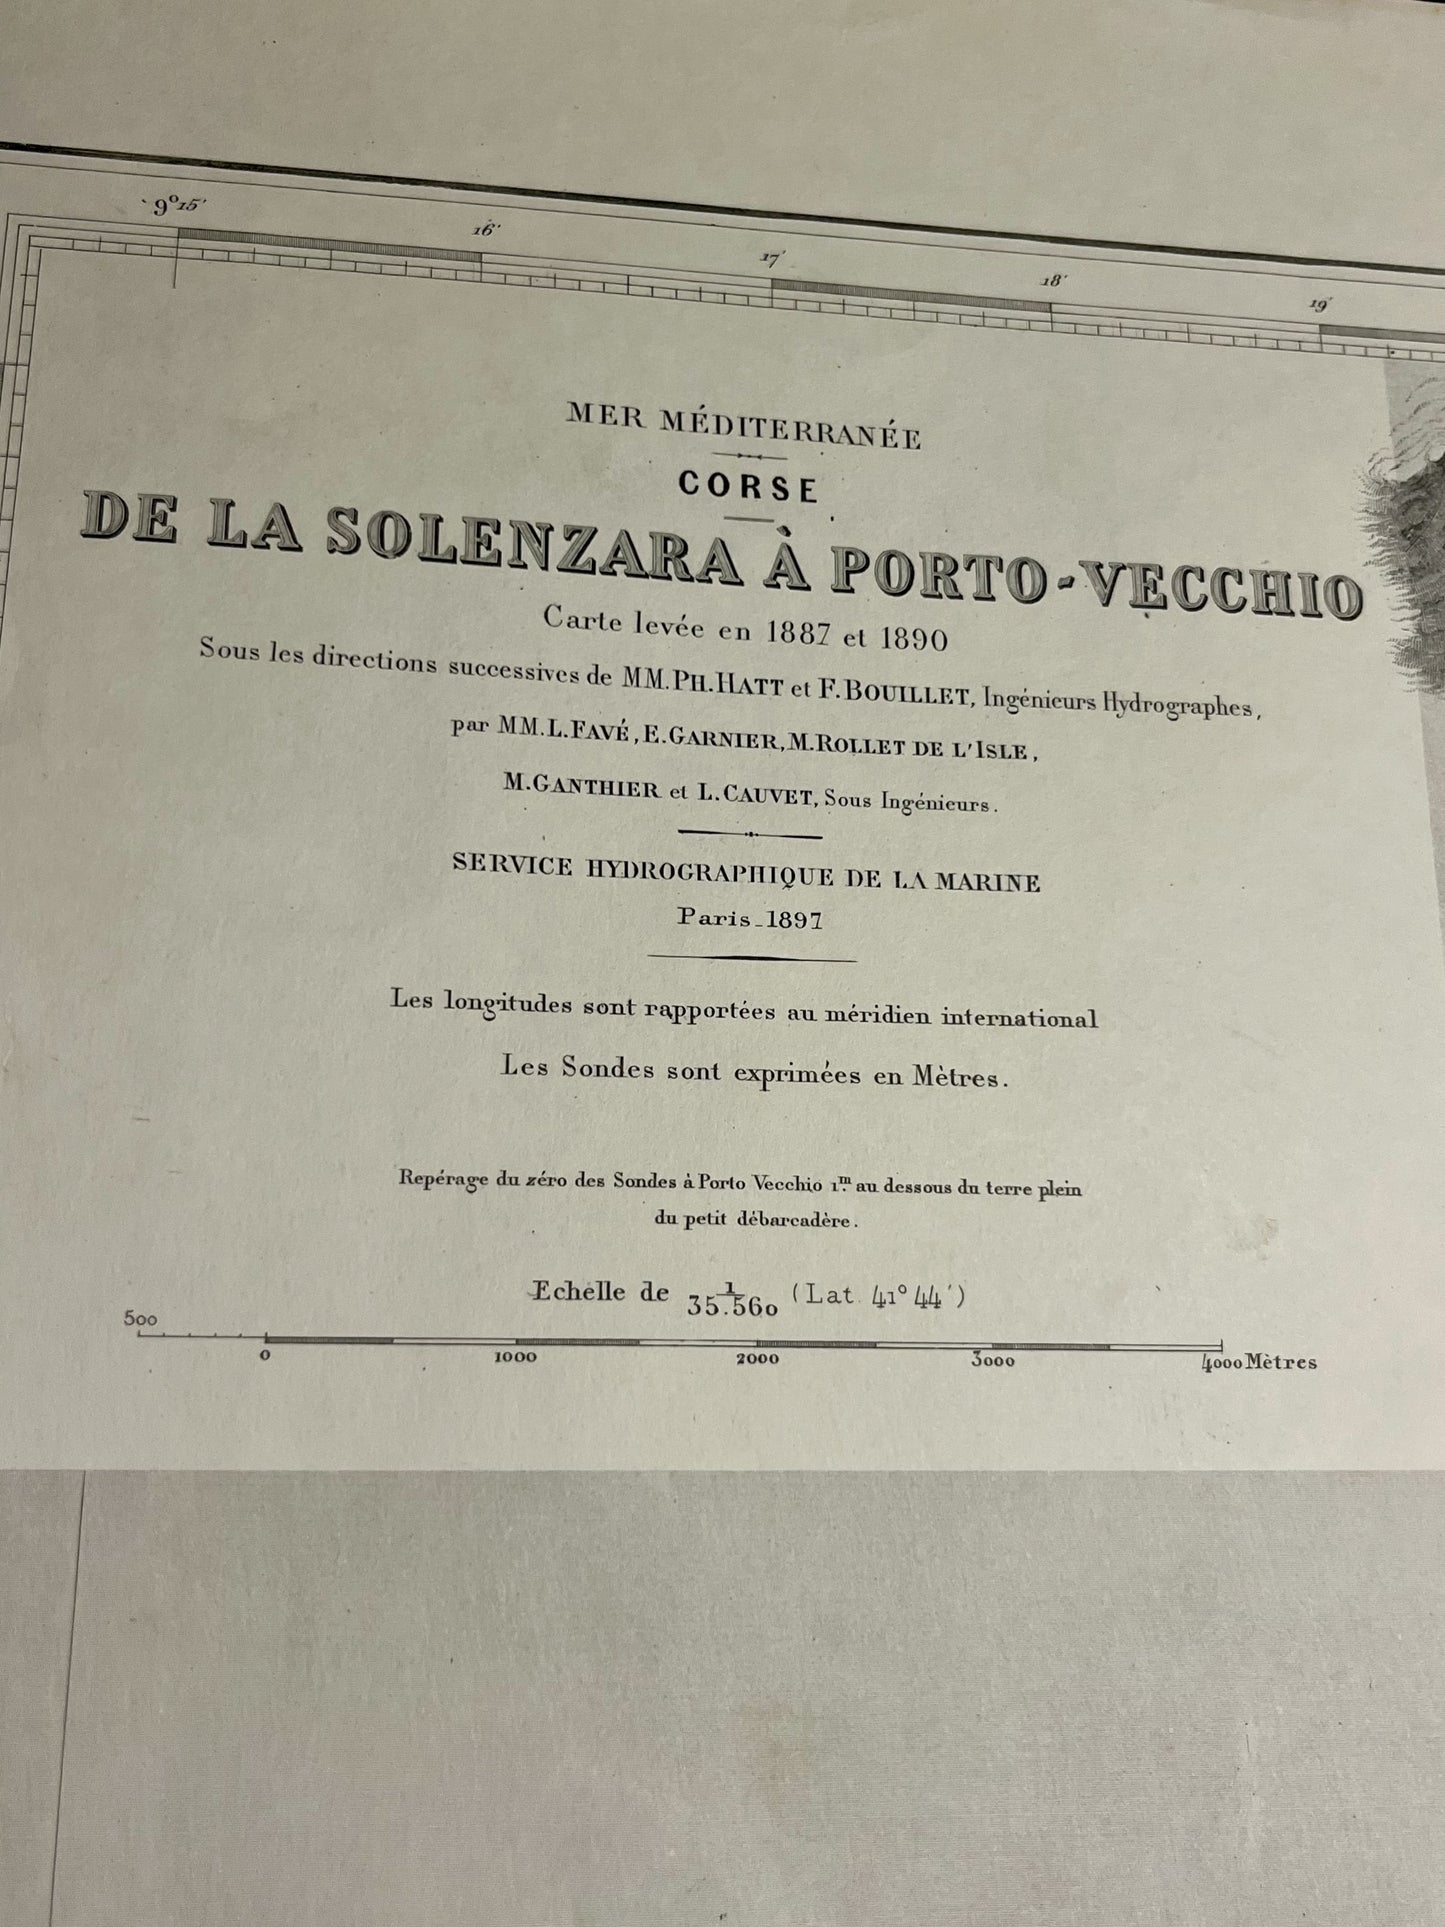 9°15′ 16′ 17′ 18′ 19′
MER MÉDITERRANÉE
CORSE
DE LA SOLENZARA À PORTO-VECCHIO
Carte levée en 1887 et 1890
Sous les directions successives de MM. PH. HATT et F. BOUILLET, Ingénieurs Hydrographes,
par MM. L. FAVÉ, E. GARNIER, M. ROLLET DE L'ISLE,
M. GANTHIER et L. CAUVET, Sous Ingénieurs.
SERVICE HYDROGRAPHIQUE DE LA MARINE
Paris_1897
Les longitudes sont rapportées au méridien international
Les Sondes sont exprimées en Mètres.
Repérage du zéro des Sondes à Porto Vecchio 1m. au dessous du terre plein
du petit débarcadère.
Echelle de 1/35.560 (Lat. 41° 44′)
500 0 1000 2000 3000 4000 Mètres